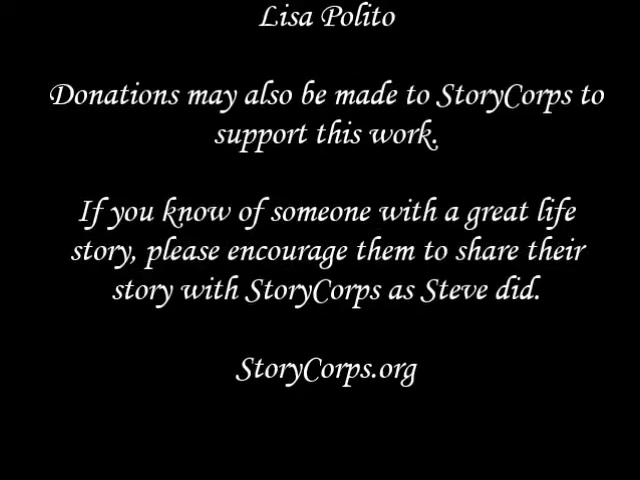 Lisa Polito
Donations may also be made to StoryCorps to
support this work.
If you know of someone with a great life
story, please encourage them to share their
story with StoryCorps as Steve did.
StoryCorps.org